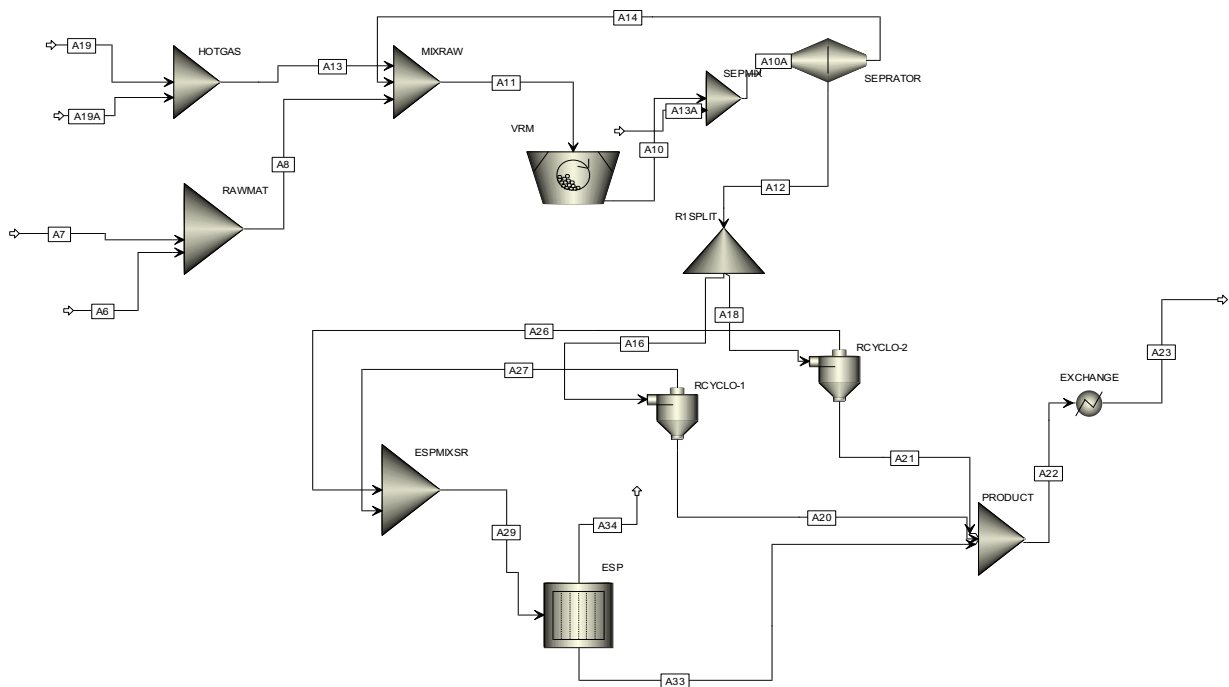 A14
A19
HOTGAS
MIXRAW
A13
A10A
SEPMIX
SEPRATOR
A11
A19A
A13A
VRM
A10
A8
RAWMAT
A12
R1SPLIT
A7
A6
A18
A26
A16
RCYCLO-2
A23
A27
RCYCLO-1
EXCHANGE
ESPMIXSR
A21
A22
PRODUCT
A20
A34
A29
ESP
A33